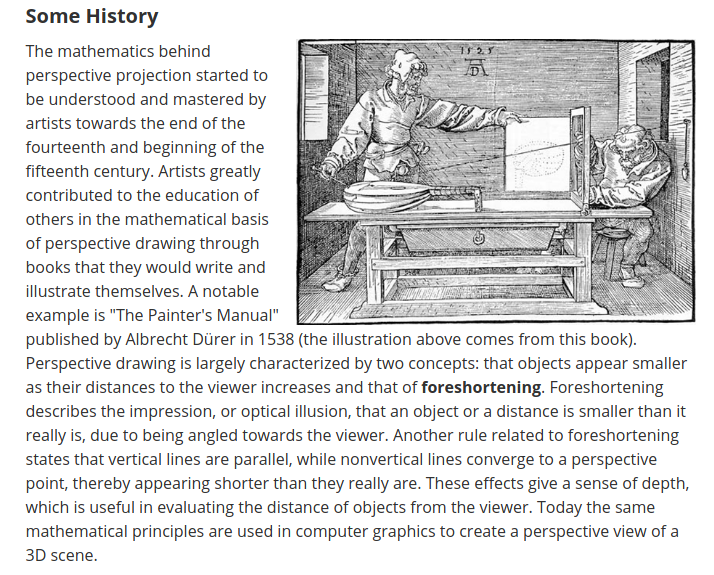 Some History
The mathematics behind
perspective projection started to
be understood and mastered by
artists towards the end of the
fourteenth and beginning of the
fifteenth century. Artists greatly
contributed to the education of
others in the mathematical basis
of perspective drawing through
books that they would write and
illustrate themselves. A notable
example is "The Painter's Manual"
published by Albrecht Dürer in 1538 (the illustration above comes from this book).
Perspective drawing is largely characterized by two concepts: that objects appear smaller
as their distances to the viewer increases and that of foreshortening. Foreshortening
describes the impression, or optical illusion, that an object or a distance is smaller than it
really is, due to being angled towards the viewer. Another rule related to foreshortening
states that vertical lines are parallel, while nonvertical lines converge to a perspective
point, thereby appearing shorter than they really are. These effects give a sense of depth,
which is useful in evaluating the distance of objects from the viewer. Today the same
mathematical principles are used in computer graphics to create a perspective view of a
3D scene.
1525
AD